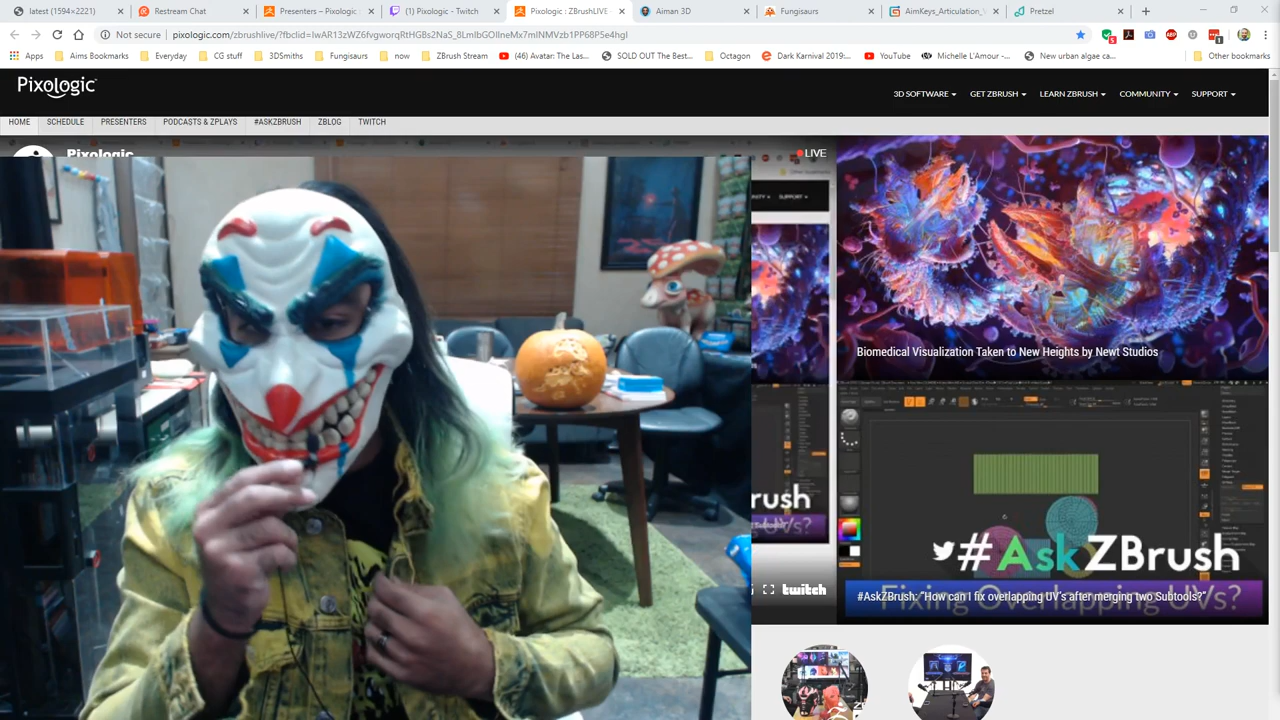 latest (1594×2221)
Restream Chat
Presenters – Pixologic
(1) Pixologic - Twitch
Pixologic : ZBrushLIVE -
Aiman 3D
Fungisaurs
AimKeys_Articulation_
Pretzel
Not secure
pixologic.com/zbrushlive/?fbclid=IwAR13zWZ6fvgworqRtHGBs2NaS_8LmIbGOIlneMx7mINMVzb1PP68P5e4hgI
Apps
Aims Bookmarks
Everyday
CG stuff
3DSmiths
Fungisaurs
now
ZBrush Stream
(46) Avatar: The Las...
SOLD OUT The Best...
Octagon
Dark Karnival 2019:...
YouTube
Michelle L'Amour -...
New urban algae ca...
Other bookmarks
Pixologic
3D SOFTWARE
GET ZBRUSH
LEARN ZBRUSH
COMMUNITY
SUPPORT
HOME
SCHEDULE
PRESENTERS
PODCASTS & ZPLAYS
#ASKZBRUSH
ZBLOG
TWITCH
Pixologic
LIVE
SUPPORT
Biomedical Visualization Taken to New Heights by Newt Studios
#AskZBrush
Fixing Overlapping UV's?
#AskZBrush: "How can I fix overlapping UV's after merging two Subtools?"
twitch